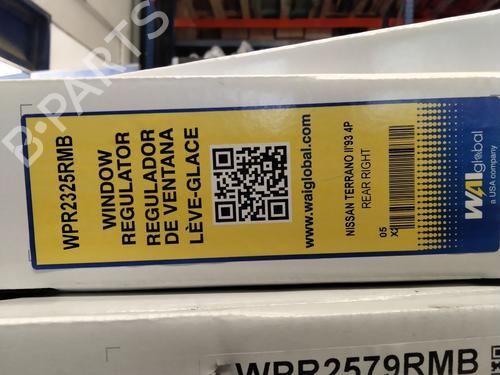 WPR2325RMB
WINDOW
REGULATOR
REGULADOR
DE VENTANA
LÈVE-GLACE
www.waiglobal.com
NISSAN TERRANO II'93 4P
REAR RIGHT
05
WAI global
a USA company
WPR2579RMB
B-PARTS